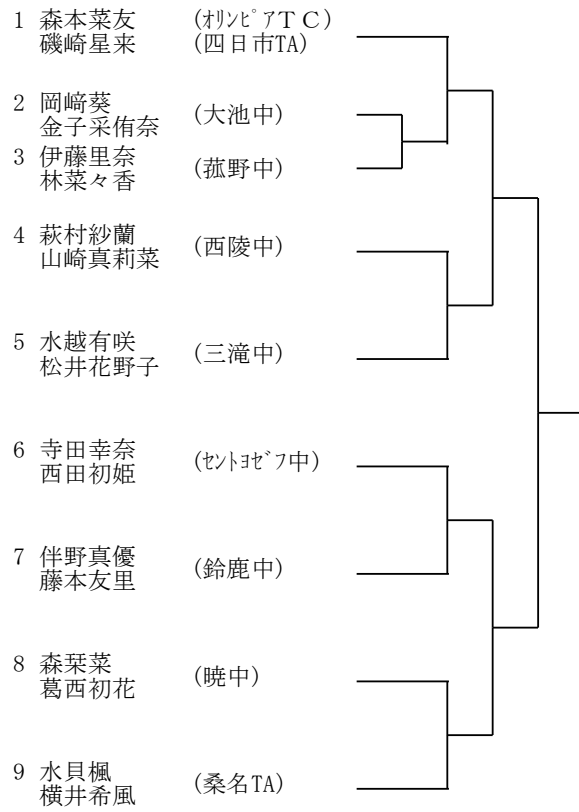 1 森本菜友 (ｵﾘﾝﾋﾟｱＴＣ)
磯崎星来 (四日市TA)
2 岡﨑葵
金子采侑奈 (大池中)
3 伊藤里奈
林菜々香 (菰野中)
4 萩村紗蘭
山崎真莉菜 (西陵中)
5 水越有咲
松井花野子 (三滝中)
6 寺田幸奈
西田初姫 (ｾﾝﾄﾖｾﾞﾌ中)
7 伴野真優
藤本友里 (鈴鹿中)
8 森栞菜
葛西初花 (暁中)
9 水貝楓
横井希風 (桑名TA)